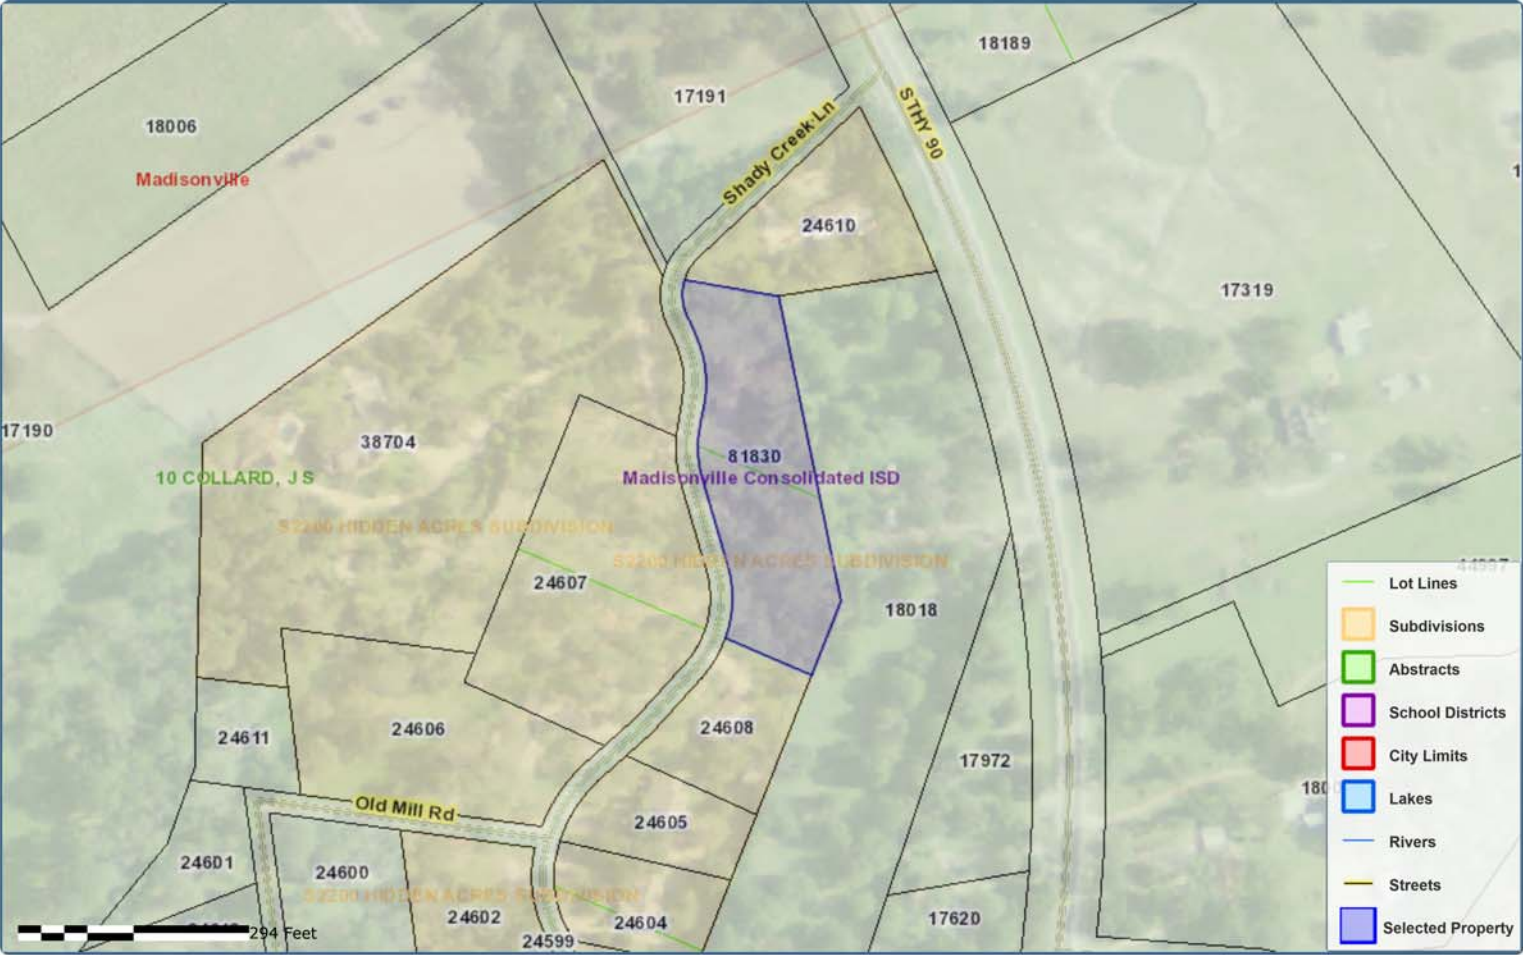 18189
17191
STHY 90
Shady Creek Ln
18006
Madisonville
24610
17319
17190
38704
81830
10 COLLARD, J S
Madisonville Consolidated ISD
S2200 HIDDEN ACRES SUBDIVISION
S2200 HIDDEN ACRES SUBDIVISION
24607
18018
44997
Lot Lines
Subdivisions
Abstracts
School Districts
City Limits
Lakes
Rivers
Streets
Selected Property
24606
24608
24611
17972
Old Mill Rd
24605
24601
24600
S2200 HIDDEN ACRES SUBDIVISION
24602
24604
17620
24599
294 Feet